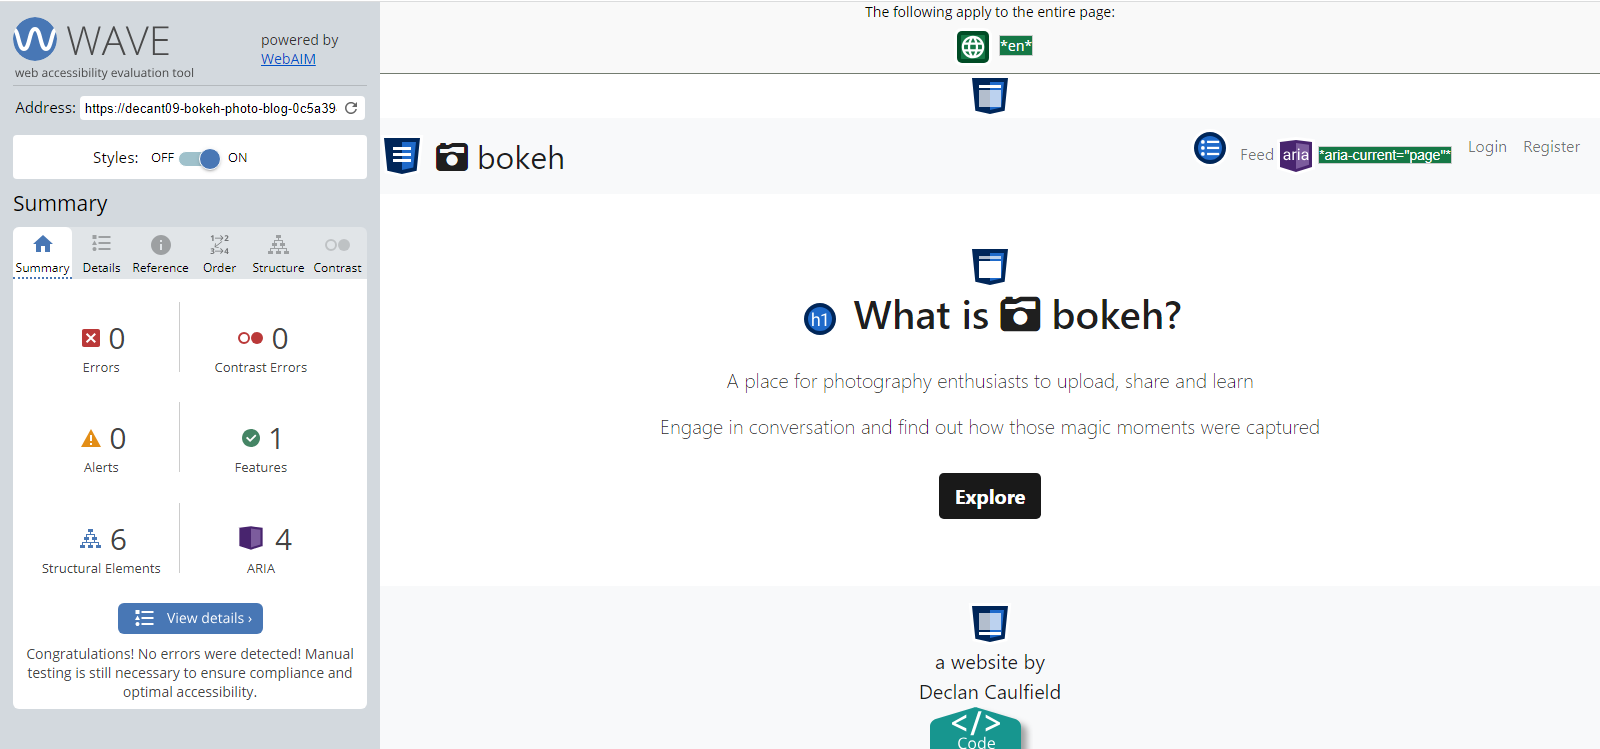 WAVE
powered by
WebAIM
web accessibility evaluation tool
Address: https://decant09-bokeh-photo-blog-0c5a39
Styles: OFF ON
Summary
1 2
3 4
Summary Details Reference Order Structure Contrast
0 0
Errors Contrast Errors
0 1
Alerts Features
6 4
Structural Elements ARIA
View details ›
Congratulations! No errors were detected! Manual
testing is still necessary to ensure compliance and
optimal accessibility.
The following apply to the entire page:
*en*
bokeh
Feed aria *aria-current="page"* Login Register
h1 What is bokeh?
A place for photography enthusiasts to upload, share and learn
Engage in conversation and find out how those magic moments were captured
Explore
a website by
Declan Caulfield
</>
Code